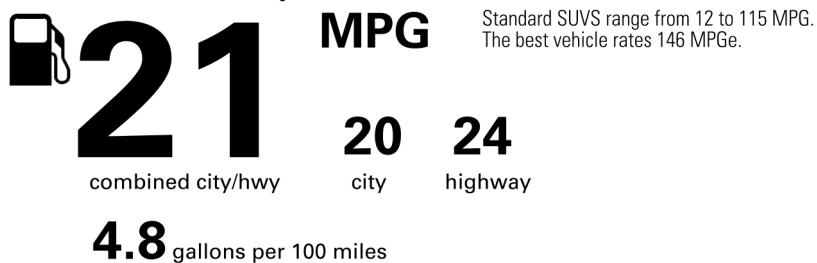 21
MPG
Standard SUVS range from 12 to 115 MPG.
The best vehicle rates 146 MPGe.
20 24
combined city/hwy city highway
4.8 gallons per 100 miles